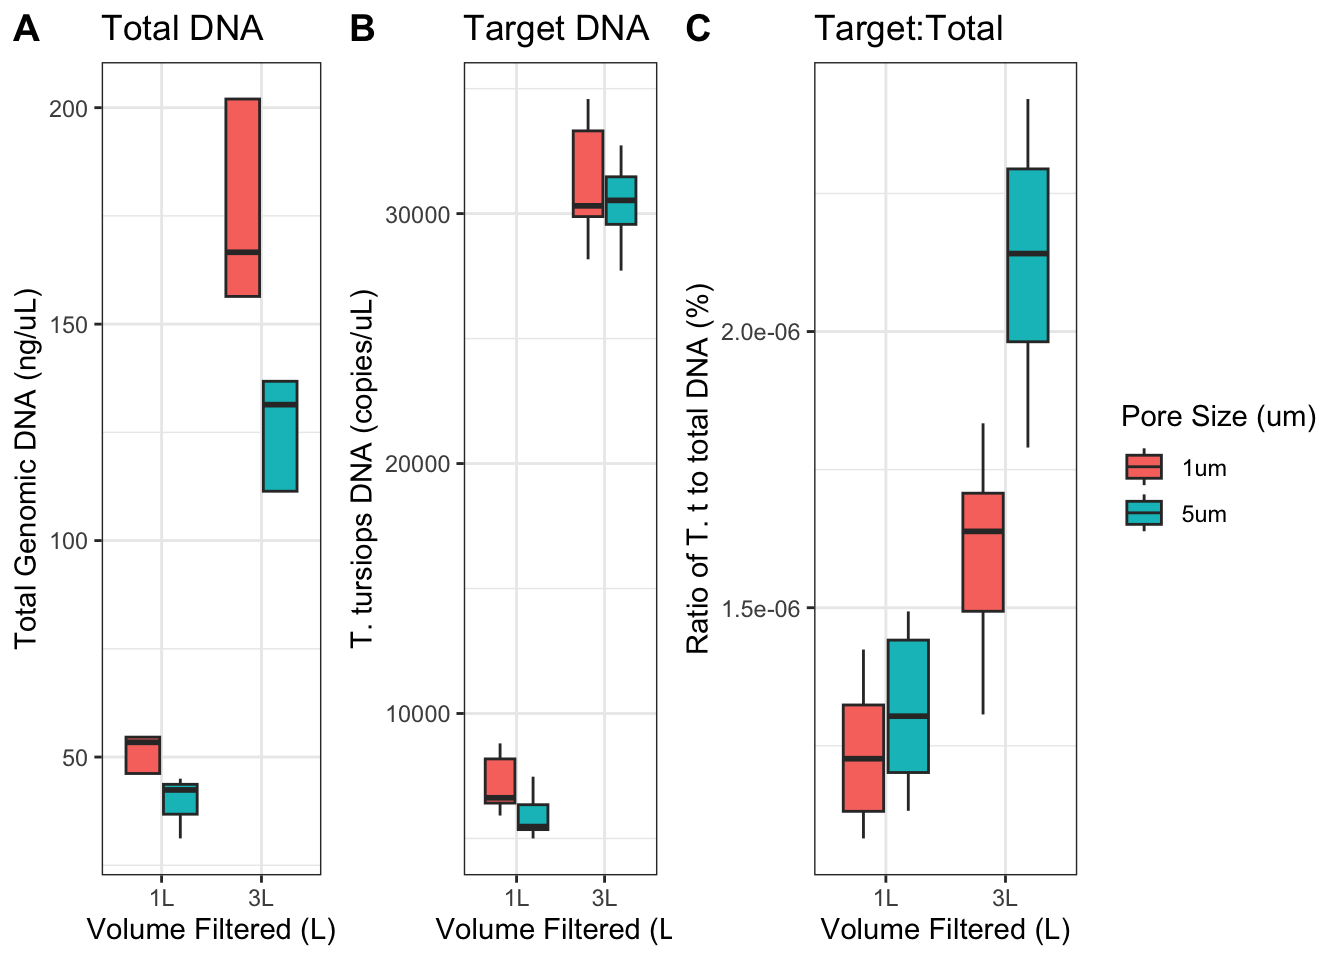 A Total DNA
Total Genomic DNA (ng/uL)
200
150
100
50
1L 3L
Volume Filtered (L)
B Target DNA
T. tursiops DNA (copies/uL)
30000
20000
10000
1L 3L
Volume Filtered (L
C Target:Total
Ratio of T. t to total DNA (%)
2.0e-06
1.5e-06
1L 3L
Volume Filtered (L)
Pore Size (um)
1um
5um